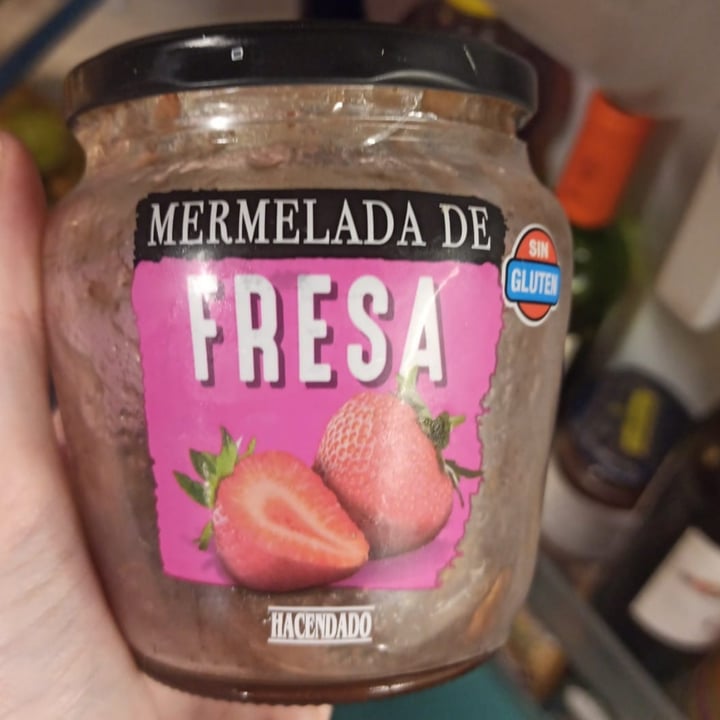 MERMELADA DE
FRESA
SIN
GLUTEN
HACENDADO